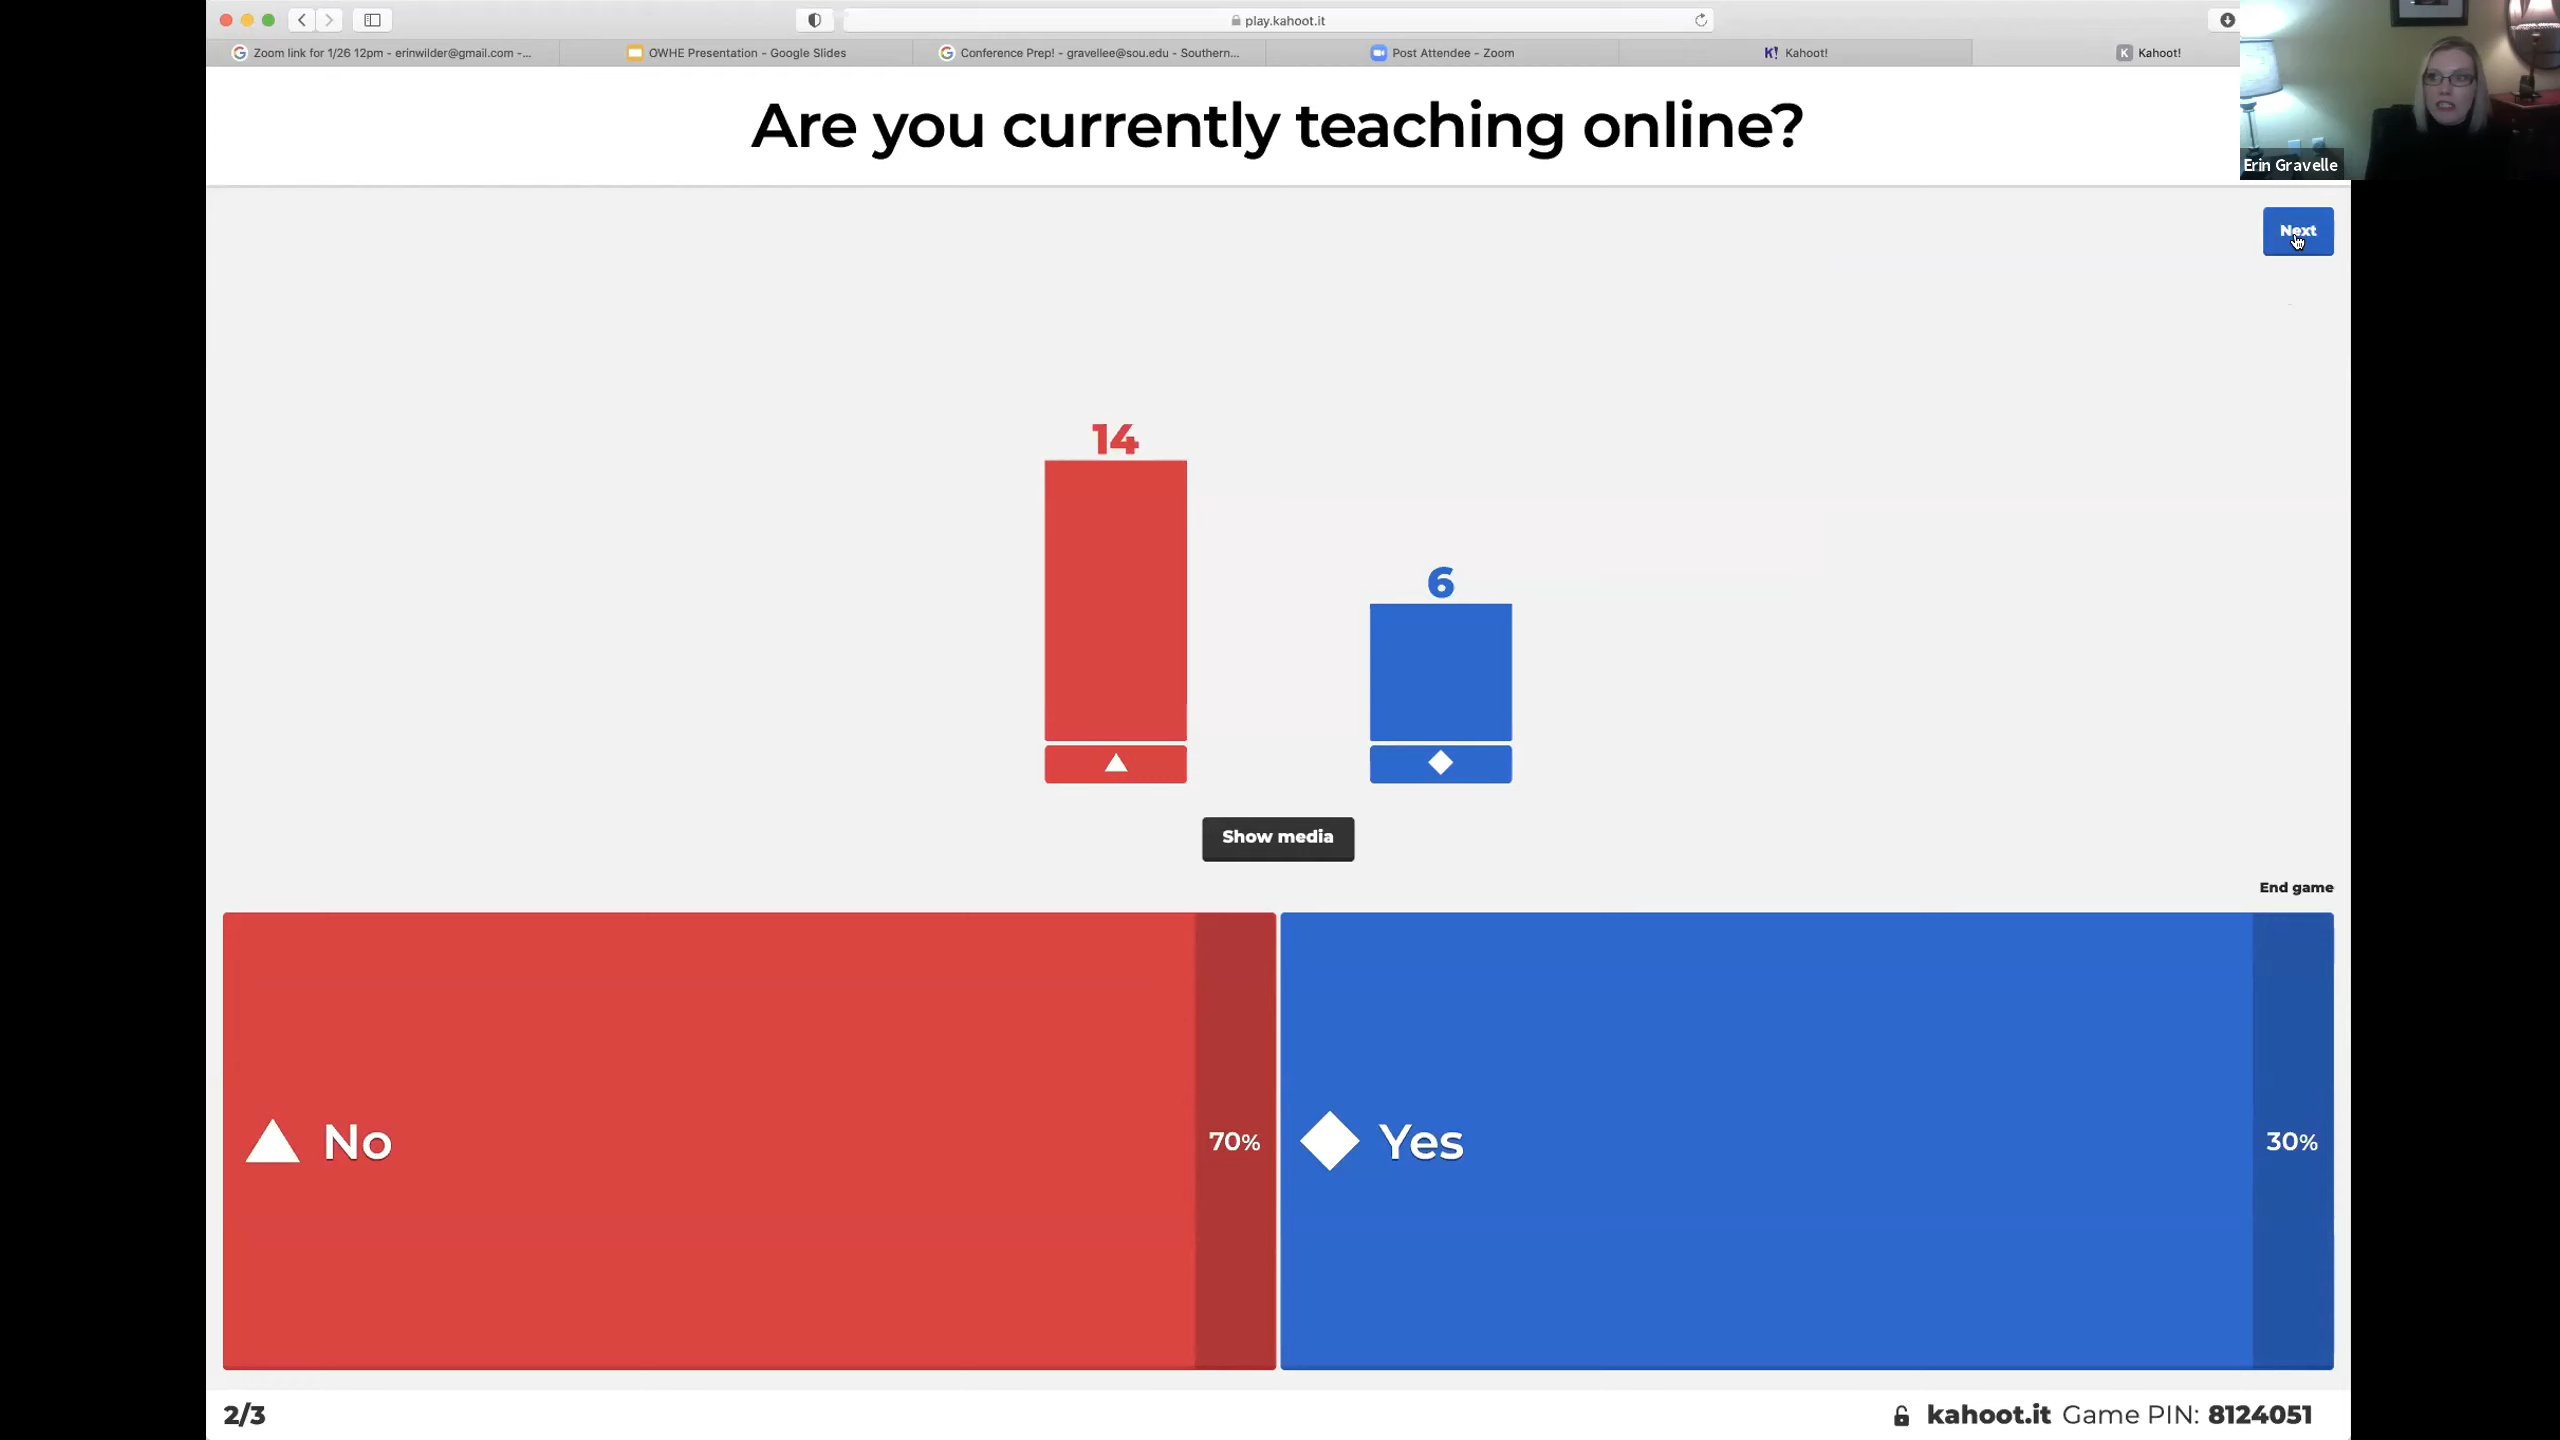 play.kahoot.it
Zoom link for 1/26 12pm - erinwilder@gmail.com -...
OWHE Presentation - Google Slides
Conference Prep! - gravellee@sou.edu - Southern...
Post Attendee - Zoom
K! Kahoot!
K Kahoot!
Are you currently teaching online?
Erin Gravelle
Next
14
6
Show media
End game
No
70%
Yes
30%
2/3
kahoot.it Game PIN: 8124051